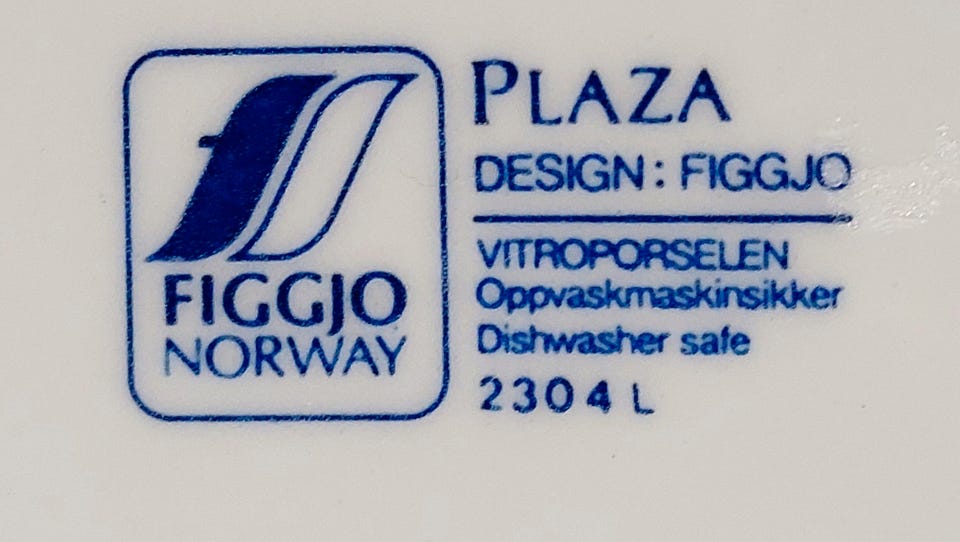 FIGGJO
NORWAY
PLAZA
DESIGN: FIGGJO
VITROPORSELEN
Oppvaskmaskinsikker
Dishwasher safe
2304 L